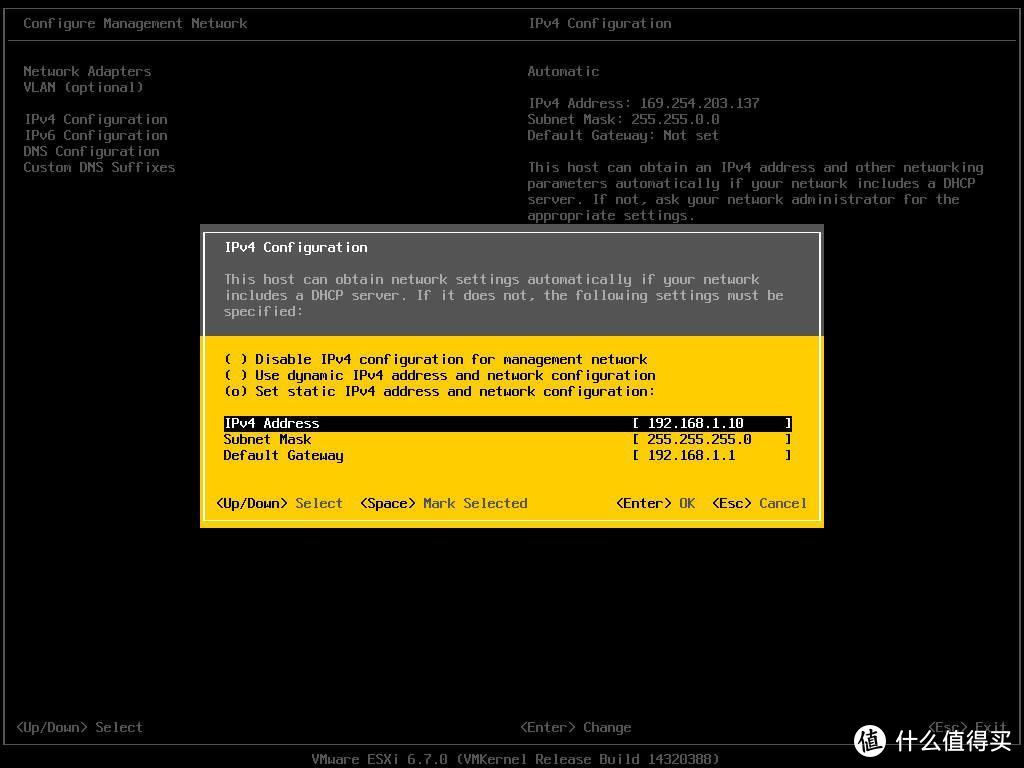 Configure Management Network
IPv4 Configuration
Network Adapters
VLAN (optional)
IPv4 Configuration
IPv6 Configuration
DNS Configuration
Custom DNS Suffixes
Automatic
IPv4 Address: 169.254.203.137
Subnet Mask: 255.255.0.0
Default Gateway: Not set
This host can obtain an IPv4 address and other networking
parameters automatically if your network includes a DHCP
server. If not, ask your network administrator for the
appropriate settings.
IPv4 Configuration
This host can obtain network settings automatically if your network
includes a DHCP server. If it does not, the following settings must be
specified:
( ) Disable IPv4 configuration for management network
( ) Use dynamic IPv4 address and network configuration
(o) Set static IPv4 address and network configuration:
IPv4 Address [ 192.168.1.10 ]
Subnet Mask [ 255.255.255.0 ]
Default Gateway [ 192.168.1.1 ]
<Up/Down> Select <Space> Mark Selected <Enter> OK <Esc> Cancel
<Up/Down> Select <Enter> Change <Esc> Exit
值 什么值得买
VMware ESXi 6.7.0 (VMKernel Release Build 14320388)